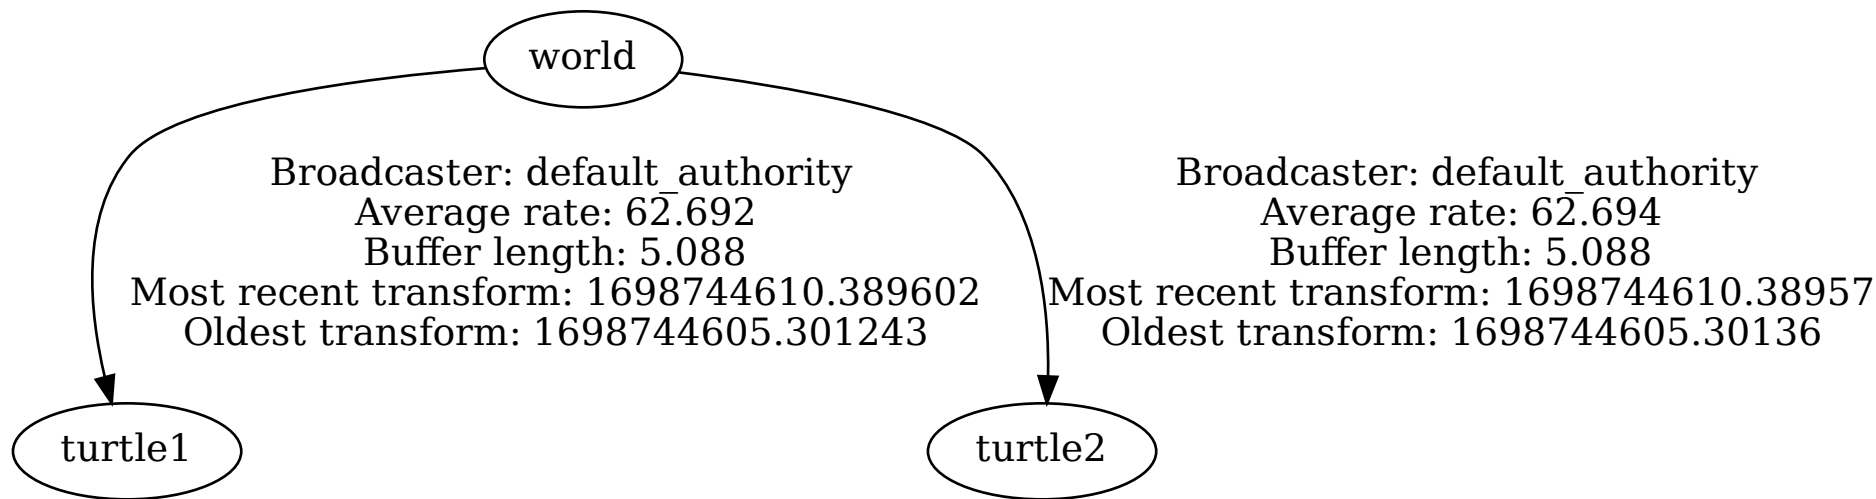 world
Broadcaster: default_authority
Average rate: 62.692
Buffer length: 5.088
Most recent transform: 1698744610.389602
Oldest transform: 1698744605.301243
Broadcaster: default_authority
Average rate: 62.694
Buffer length: 5.088
Most recent transform: 1698744610.38957
Oldest transform: 1698744605.30136
turtle1
turtle2